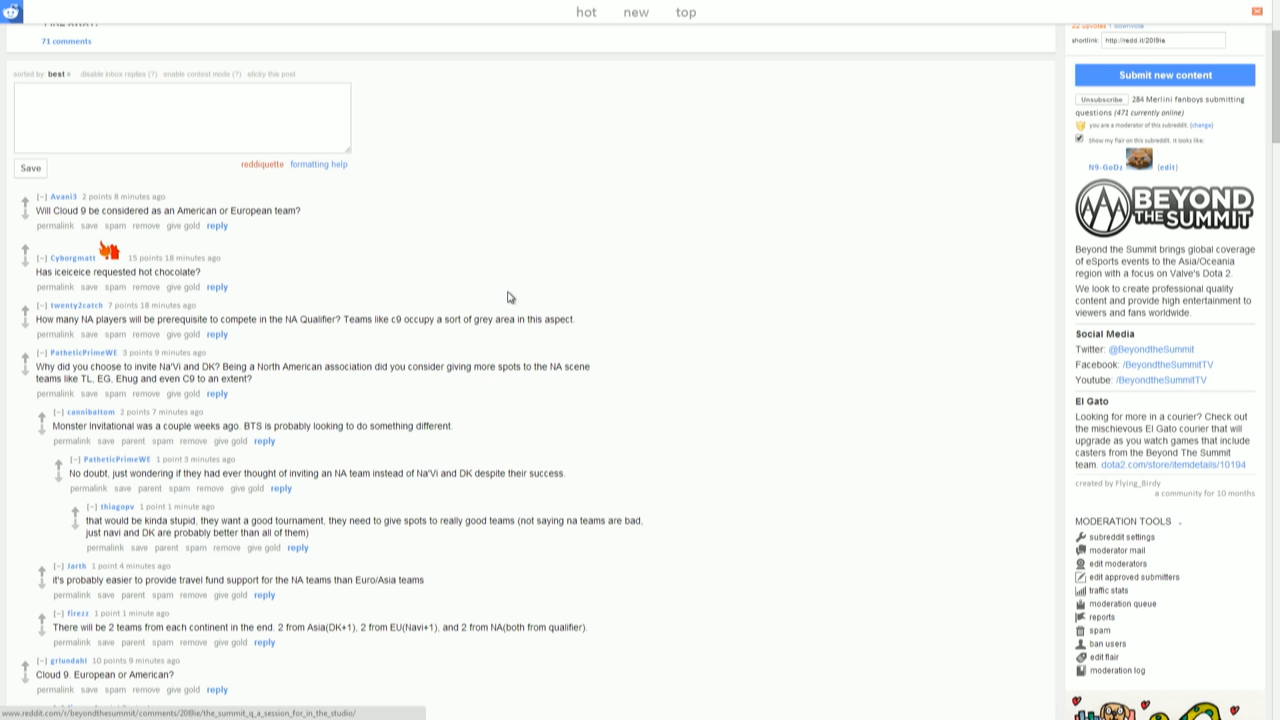 hot new top
71 comments
sorted by: best
disable inbox replies (?) enable contest mode (?) sticky this post
reddiquette formatting help
Save
[-] Avani3 2 points 8 minutes ago
Will Cloud 9 be considered as an American or European team?
permalink save spam remove give gold reply
[-] Cyborgmatt 15 points 18 minutes ago
Has iceiceice requested hot chocolate?
permalink save spam remove give gold reply
[-] twenty2catch 7 points 18 minutes ago
How many NA players will be prerequisite to compete in the NA Qualifier? Teams like c9 occupy a sort of grey area in this aspect.
permalink save spam remove give gold reply
[-] PatheticPrimeWE 3 points 9 minutes ago
Why did you choose to invite Na'Vi and DK? Being a North American association did you consider giving more spots to the NA scene
teams like TL, EG, Ehug and even C9 to an extent?
permalink save spam remove give gold reply
[-] cannibaltom 2 points 7 minutes ago
Monster Invitational was a couple weeks ago. BTS is probably looking to do something different.
permalink save parent spam remove give gold reply
[-] PatheticPrimeWE 1 point 3 minutes ago
No doubt, just wondering if they had ever thought of inviting an NA team instead of Na'Vi and DK despite their success.
permalink save parent spam remove give gold reply
[-] thiagopv 1 point 1 minute ago
that would be kinda stupid, they want a good tournament, they need to give spots to really good teams (not saying na teams are bad,
just navi and DK are probably better than all of them)
permalink save parent spam remove give gold reply
[-] Jarth 1 point 4 minutes ago
it's probably easier to provide travel fund support for the NA teams than Euro/Asia teams
permalink save parent spam remove give gold reply
[-] firezz 1 point 1 minute ago
There will be 2 teams from each continent in the end. 2 from Asia(DK+1), 2 from EU(Navi+1), and 2 from NA(both from qualifier).
permalink save parent spam remove give gold reply
[-] griundahl 10 points 9 minutes ago
Cloud 9. European or American?
permalink save spam remove give gold reply
www.reddit.com/r/beyondthesummit/comments/20l9ie/the_summit_q_a_session_for_in_the_studio/
shortlink: http://redd.it/20l9ie
Submit new content
Unsubscribe 284 Merlini fanboys submitting
questions (471 currently online)
you are a moderator of this subreddit. (change)
Show my flair on this subreddit. It looks like:
N9-GoDz (edit)
BEYOND
THE SUMMIT
Beyond the Summit brings global coverage
of eSports events to the Asia/Oceania
region with a focus on Valve's Dota 2.
We look to create professional quality
content and provide high entertainment to
viewers and fans worldwide.
Social Media
Twitter: @BeyondtheSummit
Facebook: /BeyondtheSummitTV
Youtube: /BeyondtheSummitTV
El Gato
Looking for more in a courier? Check out
the mischievous El Gato courier that will
upgrade as you watch games that include
casters from the Beyond The Summit
team. dota2.com/store/itemdetails/10194
created by Flying_Birdy
a community for 10 months
MODERATION TOOLS
subreddit settings
moderator mail
edit moderators
edit approved submitters
traffic stats
moderation queue
reports
spam
ban users
edit flair
moderation log